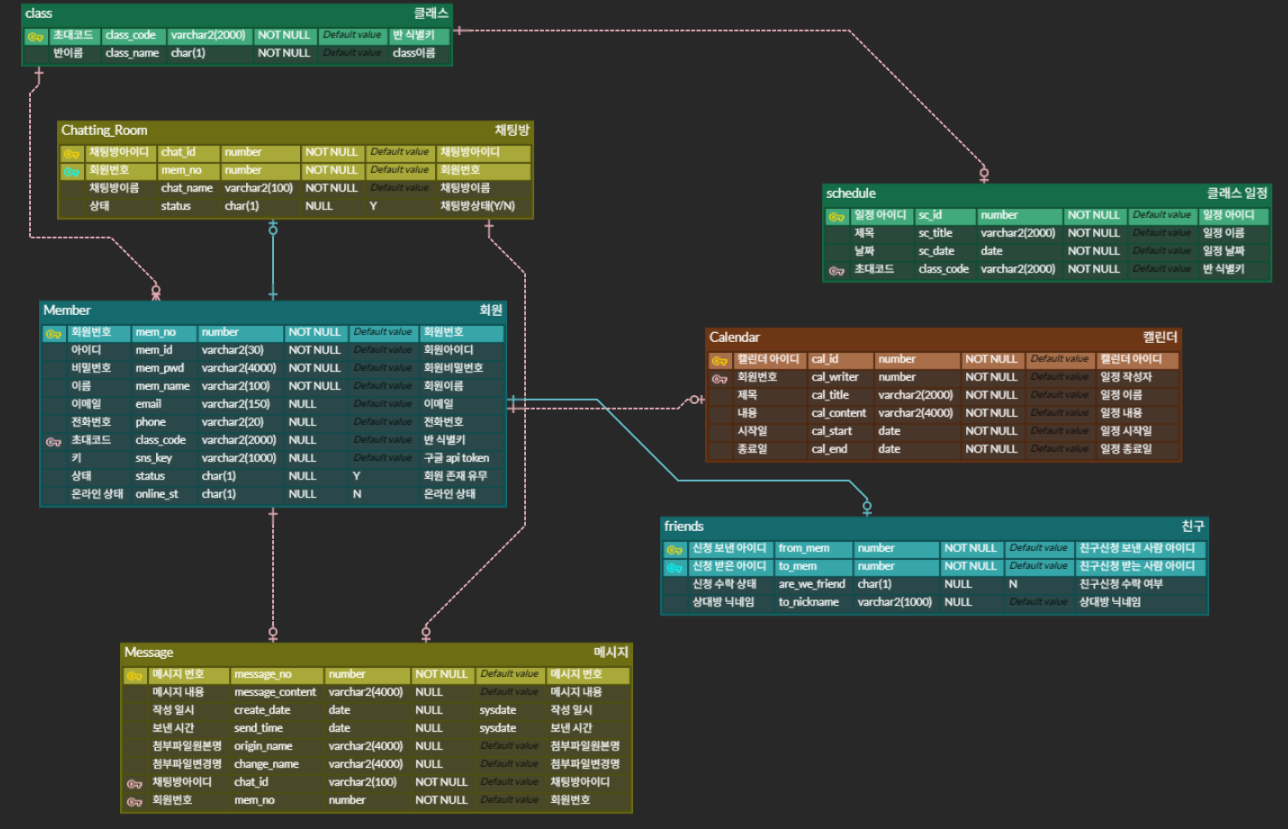 class 클래스
초대코드 class_code varchar2(2000) NOT NULL Default value 반 식별키
반이름 class_name char(1) NOT NULL Default value class이름
Chatting_Room 채팅방
채팅방아이디 chat_id number NOT NULL Default value 채팅방아이디
회원번호 mem_no number NOT NULL Default value 회원번호
채팅방이름 chat_name varchar2(100) NOT NULL Default value 채팅방이름
상태 status char(1) NULL Y 채팅방상태(Y/N)
schedule 클래스 일정
일정 아이디 sc_id number NOT NULL Default value 일정 아이디
제목 sc_title varchar2(2000) NOT NULL Default value 일정 이름
날짜 sc_date date NOT NULL Default value 일정 날짜
초대코드 class_code varchar2(2000) NOT NULL Default value 반 식별키
Member 회원
회원번호 mem_no number NOT NULL Default value 회원번호
아이디 mem_id varchar2(30) NOT NULL Default value 회원아이디
비밀번호 mem_pwd varchar2(4000) NOT NULL Default value 회원비밀번호
이름 mem_name varchar2(100) NOT NULL Default value 회원이름
이메일 email varchar2(150) NULL Default value 이메일
전화번호 phone varchar2(20) NULL Default value 전화번호
초대코드 class_code varchar2(2000) NULL Default value 반 식별키
키 sns_key varchar2(1000) NULL Default value 구글 api token
상태 status char(1) NULL Y 회원 존재 유무
온라인 상태 online_st char(1) NULL N 온라인 상태
Calendar 캘린더
캘린더 아이디 cal_id number NOT NULL Default value 캘린더 아이디
회원번호 cal_writer number NOT NULL Default value 일정 작성자
제목 cal_title varchar2(2000) NOT NULL Default value 일정 이름
내용 cal_content varchar2(4000) NOT NULL Default value 일정 내용
시작일 cal_start date NOT NULL Default value 일정 시작일
종료일 cal_end date NOT NULL Default value 일정 종료일
friends 친구
신청 보낸 아이디 from_mem number NOT NULL Default value 친구신청 보낸 사람 아이디
신청 받은 아이디 to_mem number NOT NULL Default value 친구신청 받는 사람 아이디
신청 수락 상태 are_we_friend char(1) NULL N 친구신청 수락 여부
상대방 닉네임 to_nickname varchar2(1000) NULL Default value 상대방 닉네임
Message 메시지
메시지 번호 message_no number NOT NULL Default value 메시지 번호
메시지 내용 message_content varchar2(4000) NULL Default value 메시지 내용
작성 일시 create_date date NULL sysdate 작성 일시
보낸 시간 send_time date NULL sysdate 보낸 시간
첨부파일원본명 origin_name varchar2(4000) NULL Default value 첨부파일원본명
첨부파일변경명 change_name varchar2(4000) NULL Default value 첨부파일변경명
채팅방아이디 chat_id varchar2(100) NOT NULL Default value 채팅방아이디
회원번호 mem_no number NOT NULL Default value 회원번호